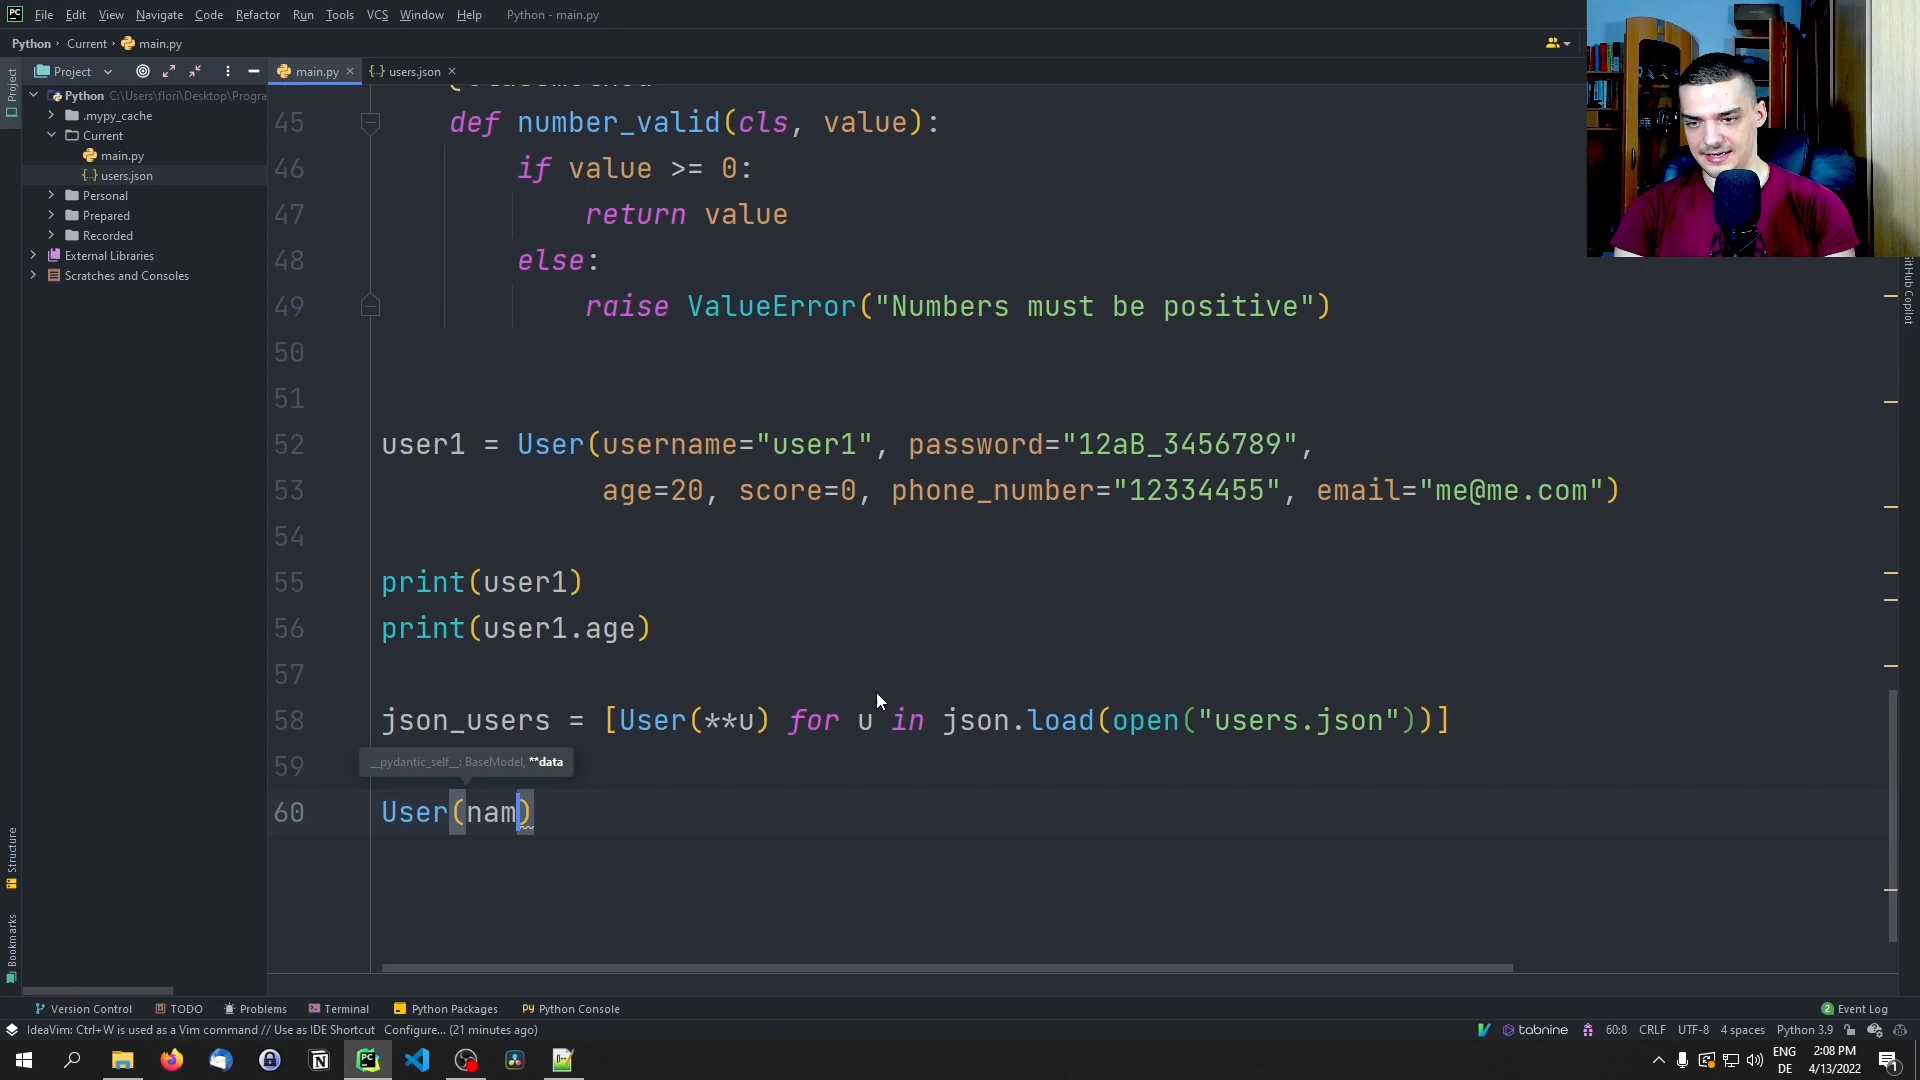 PC File Edit View Navigate Code Refactor Run Tools VCS Window Help Python - main.py
Python Current main.py
Project
Project main.py users.json
Python C:\Users\flori\Desktop\Progra
.mypy_cache
Current
main.py
users.json
Personal
Prepared
Recorded
External Libraries
Scratches and Consoles
45 def number_valid(cls, value):
46 if value >= 0:
47 return value
48 else:
49 raise ValueError("Numbers must be positive")
50
51
52 user1 = User(username="user1", password="12aB_3456789",
53 age=20, score=0, phone_number="12334455", email="me@me.com")
54
55 print(user1)
56 print(user1.age)
57
58 json_users = [User(**u) for u in json.load(open("users.json"))]
59
__pydantic_self__: BaseModel, **data
60 User(nam)
GitHub Copilot
Structure
Bookmarks
Version Control TODO Problems Terminal Python Packages Python Console 2 Event Log
IdeaVim: Ctrl+W is used as a Vim command // Use as IDE Shortcut Configure... (21 minutes ago) tabnine 60:8 CRLF UTF-8 4 spaces Python 3.9
ENG
DE
2:08 PM
4/13/2022
1